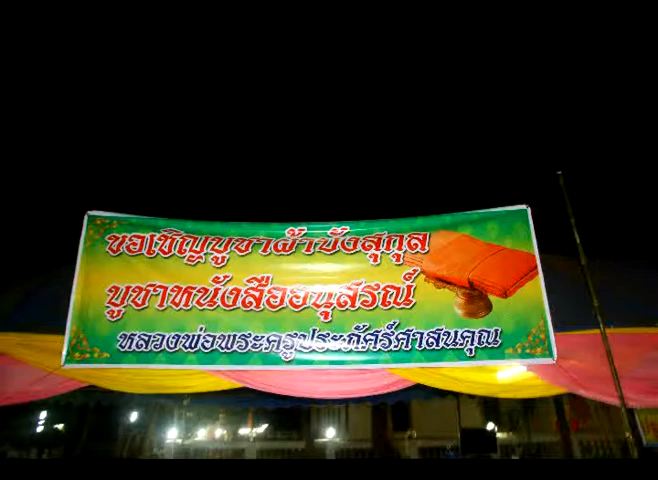 ขอเชิญบูชาผ้าบังสุกุล
บูชาหนังสืออนุสรณ์
หลวงพ่อพระครูประภัศร์ศาสนคุณ